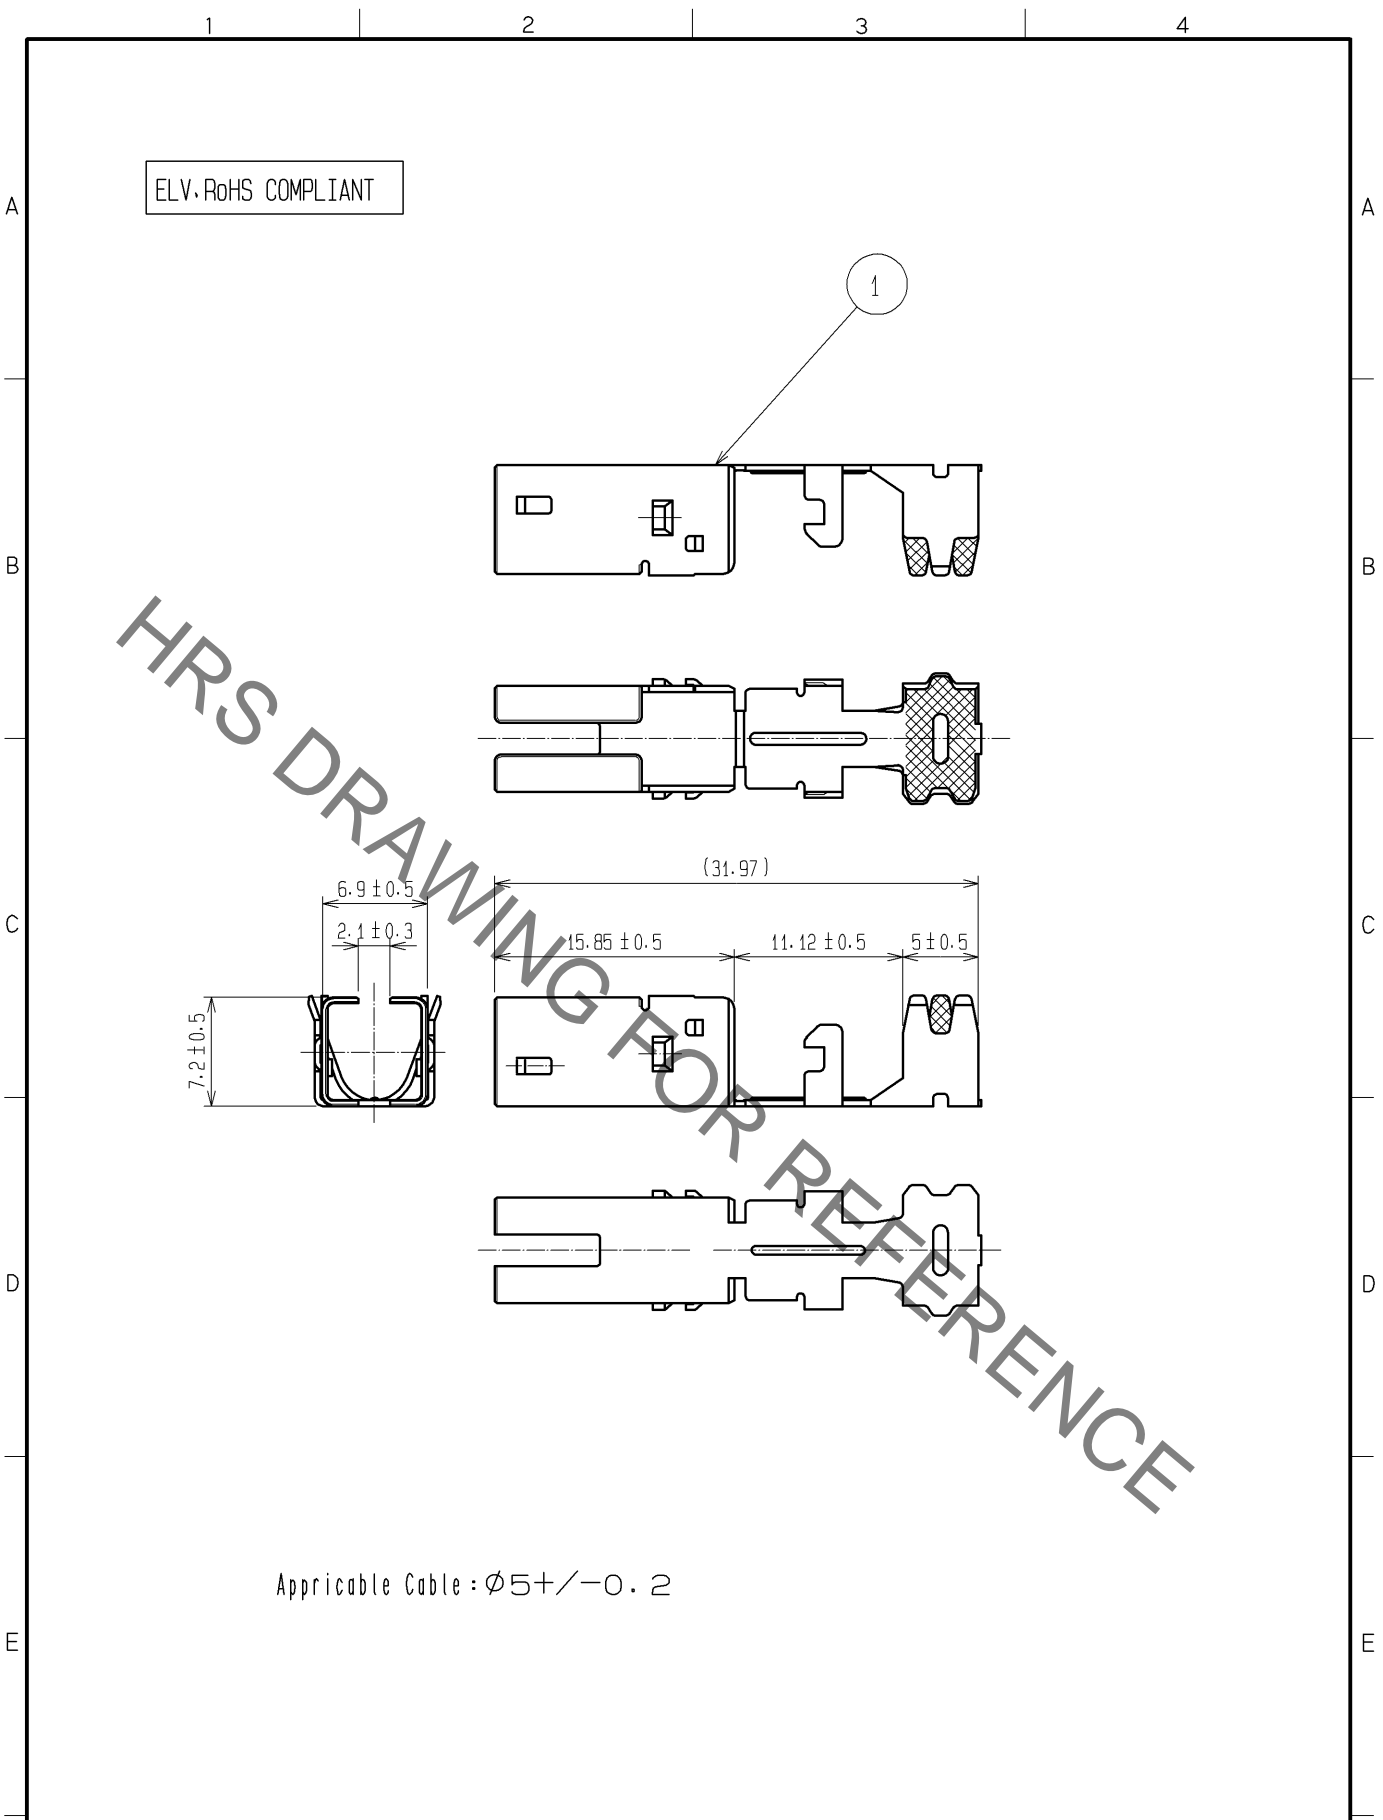 1 2 3 4
A A
ELV.RoHS COMPLIANT
1
B B
HRS DRAWING FOR REFERENCE
(31.97)
6.9±0.5
C C
2.1±0.3
15.85±0.5 11.12±0.5 5±0.5
7.2±0.5
D D
Appricable Cable:Ø5+/-0.2
E E